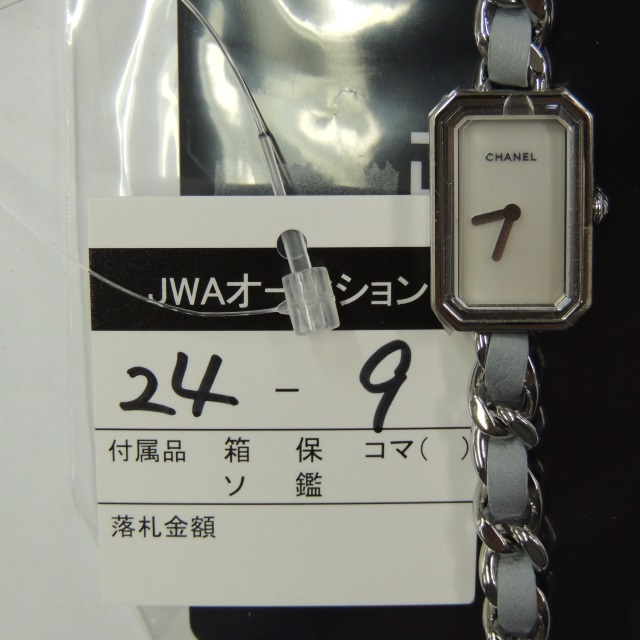 CHANEL
JWAオー ション
24 - 9
付属品 箱 保 コマ( )
ソ 鑑
落札金額